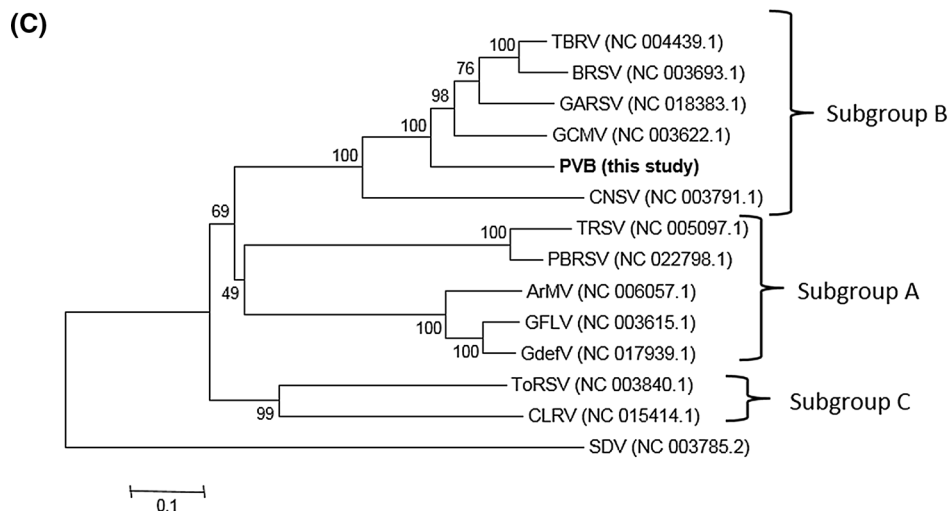 (C)
100
TBRV (NC 004439.1)
76
BRSV (NC 003693.1)
98
GARSV (NC 018383.1)
100
GCMV (NC 003622.1)
100
PVB (this study)
CNSV (NC 003791.1)
Subgroup B
69
100
TRSV (NC 005097.1)
PBRSV (NC 022798.1)
49
ArMV (NC 006057.1)
100
GFLV (NC 003615.1)
100
GdefV (NC 017939.1)
Subgroup A
ToRSV (NC 003840.1)
99
CLRV (NC 015414.1)
Subgroup C
SDV (NC 003785.2)
0.1